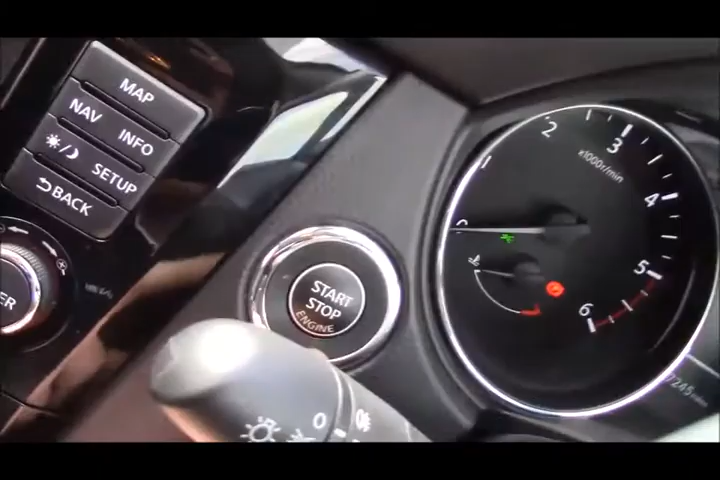 MAP
NAV
INFO
SETUP
BACK
START
STOP
ENGINE
x1000r/min
0
1
2
3
4
5
6